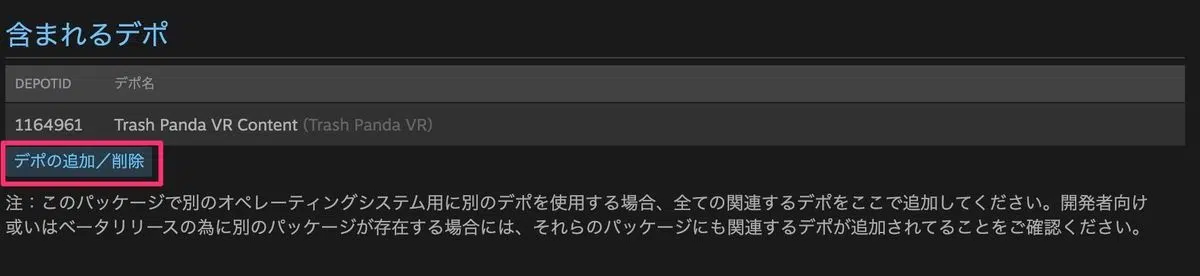 含まれるデポ
DEPOTID デポ名
1164961 Trash Panda VR Content (Trash Panda VR)
デポの追加／削除
注：このパッケージで別のオペレーティングシステム用に別のデポを使用する場合、全ての関連するデポをここで追加してください。開発者向け
或いはベータリリースの為に別のパッケージが存在する場合には、それらのパッケージにも関連するデポが追加されてることをご確認ください。